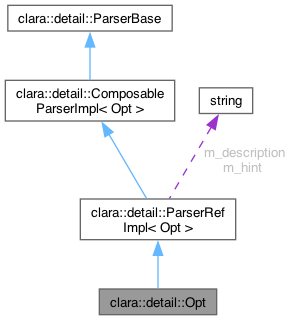 clara::detail::ParserBase
clara::detail::Composable
ParserImpl< Opt >
string
m_description
m_hint
clara::detail::ParserRef
Impl< Opt >
clara::detail::Opt